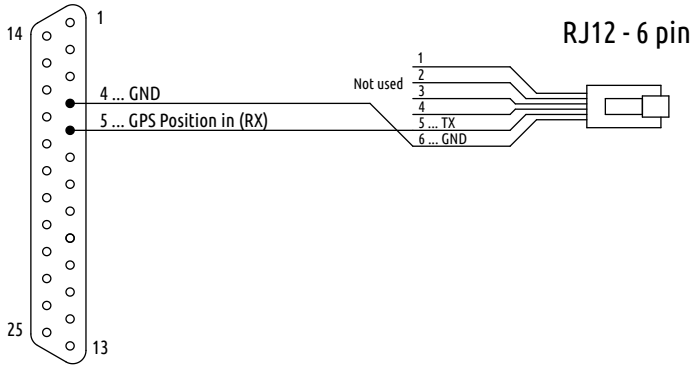 1
14
RJ12 - 6 pin
1
2
Not used
3
4
4 ... GND
5 ... GPS Position in (RX)
5 ... TX
6 ... GND
25
13